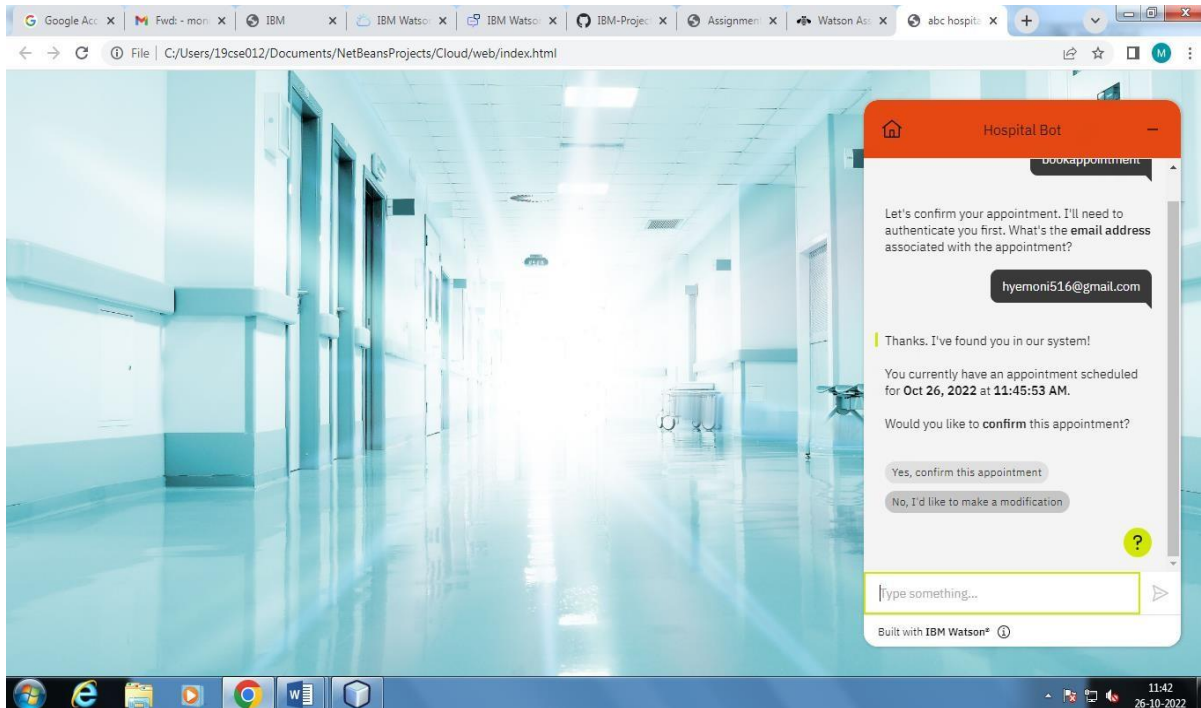 Google Acc
Fwd: - mon
IBM
IBM Watso
IBM Watso
IBM-Projec
Assignmen
Watson Ass
abc hospita
File | C:/Users/19cse012/Documents/NetBeansProjects/Cloud/web/index.html
M
Hospital Bot
bookappointment
Let's confirm your appointment. I'll need to
authenticate you first. What's the email address
associated with the appointment?
hyemoni516@gmail.com
Thanks. I've found you in our system!
You currently have an appointment scheduled
for Oct 26, 2022 at 11:45:53 AM.
Would you like to confirm this appointment?
Yes, confirm this appointment
No, I'd like to make a modification
?
Type something...
Built with IBM Watson®
11:42
26-10-2022